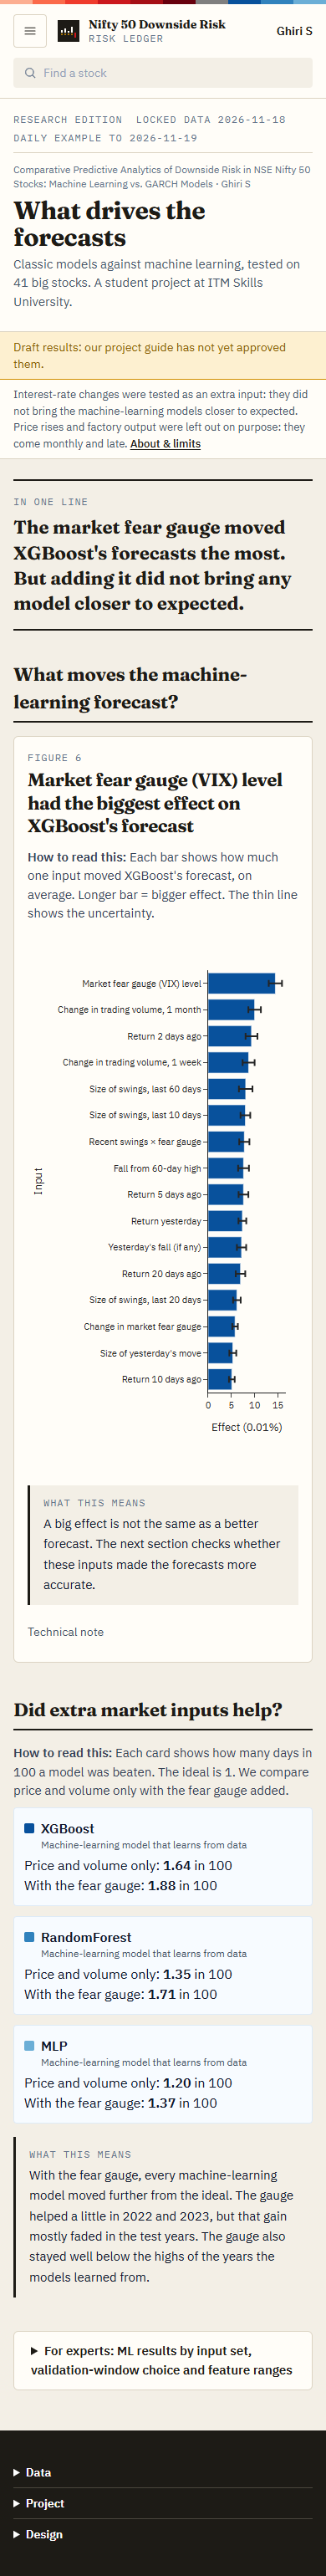 Nifty 50 Downside Risk
RISK LEDGER
Ghiri S
Find a stock
RESEARCH EDITION LOCKED DATA 2026-11-18
DAILY EXAMPLE TO 2026-11-19
Comparative Predictive Analytics of Downside Risk in NSE Nifty 50
Stocks: Machine Learning vs. GARCH Models · Ghiri S
What drives the
forecasts
Classic models against machine learning, tested on
41 big stocks. A student project at ITM Skills
University.
Draft results: our project guide has not yet approved
them.
Interest-rate changes were tested as an extra input: they did
not bring the machine-learning models closer to expected.
Price rises and factory output were left out on purpose: they
come monthly and late. About & limits
IN ONE LINE
The market fear gauge moved
XGBoost's forecasts the most.
But adding it did not bring any
model closer to expected.
What moves the machine-
learning forecast?
FIGURE 6
Market fear gauge (VIX) level
had the biggest effect on
XGBoost's forecast
How to read this: Each bar shows how much
one input moved XGBoost's forecast, on
average. Longer bar = bigger effect. The thin line
shows the uncertainty.
Market fear gauge (VIX) level
Change in trading volume, 1 month
Return 2 days ago
Change in trading volume, 1 week
Size of swings, last 60 days
Size of swings, last 10 days
Recent swings × fear gauge
Fall from 60-day high
Return 5 days ago
Return yesterday
Yesterday's fall (if any)
Return 20 days ago
Size of swings, last 20 days
Change in market fear gauge
Size of yesterday's move
Return 10 days ago
Input
0 5 10 15
Effect (0.01%)
WHAT THIS MEANS
A big effect is not the same as a better
forecast. The next section checks whether
these inputs made the forecasts more
accurate.
Technical note
Did extra market inputs help?
How to read this: Each card shows how many days in
100 a model was beaten. The ideal is 1. We compare
price and volume only with the fear gauge added.
XGBoost
Machine-learning model that learns from data
Price and volume only: 1.64 in 100
With the fear gauge: 1.88 in 100
RandomForest
Machine-learning model that learns from data
Price and volume only: 1.35 in 100
With the fear gauge: 1.71 in 100
MLP
Machine-learning model that learns from data
Price and volume only: 1.20 in 100
With the fear gauge: 1.37 in 100
WHAT THIS MEANS
With the fear gauge, every machine-learning
model moved further from the ideal. The gauge
helped a little in 2022 and 2023, but that gain
mostly faded in the test years. The gauge also
stayed well below the highs of the years the
models learned from.
For experts: ML results by input set,
validation-window choice and feature ranges
Data
Project
Design